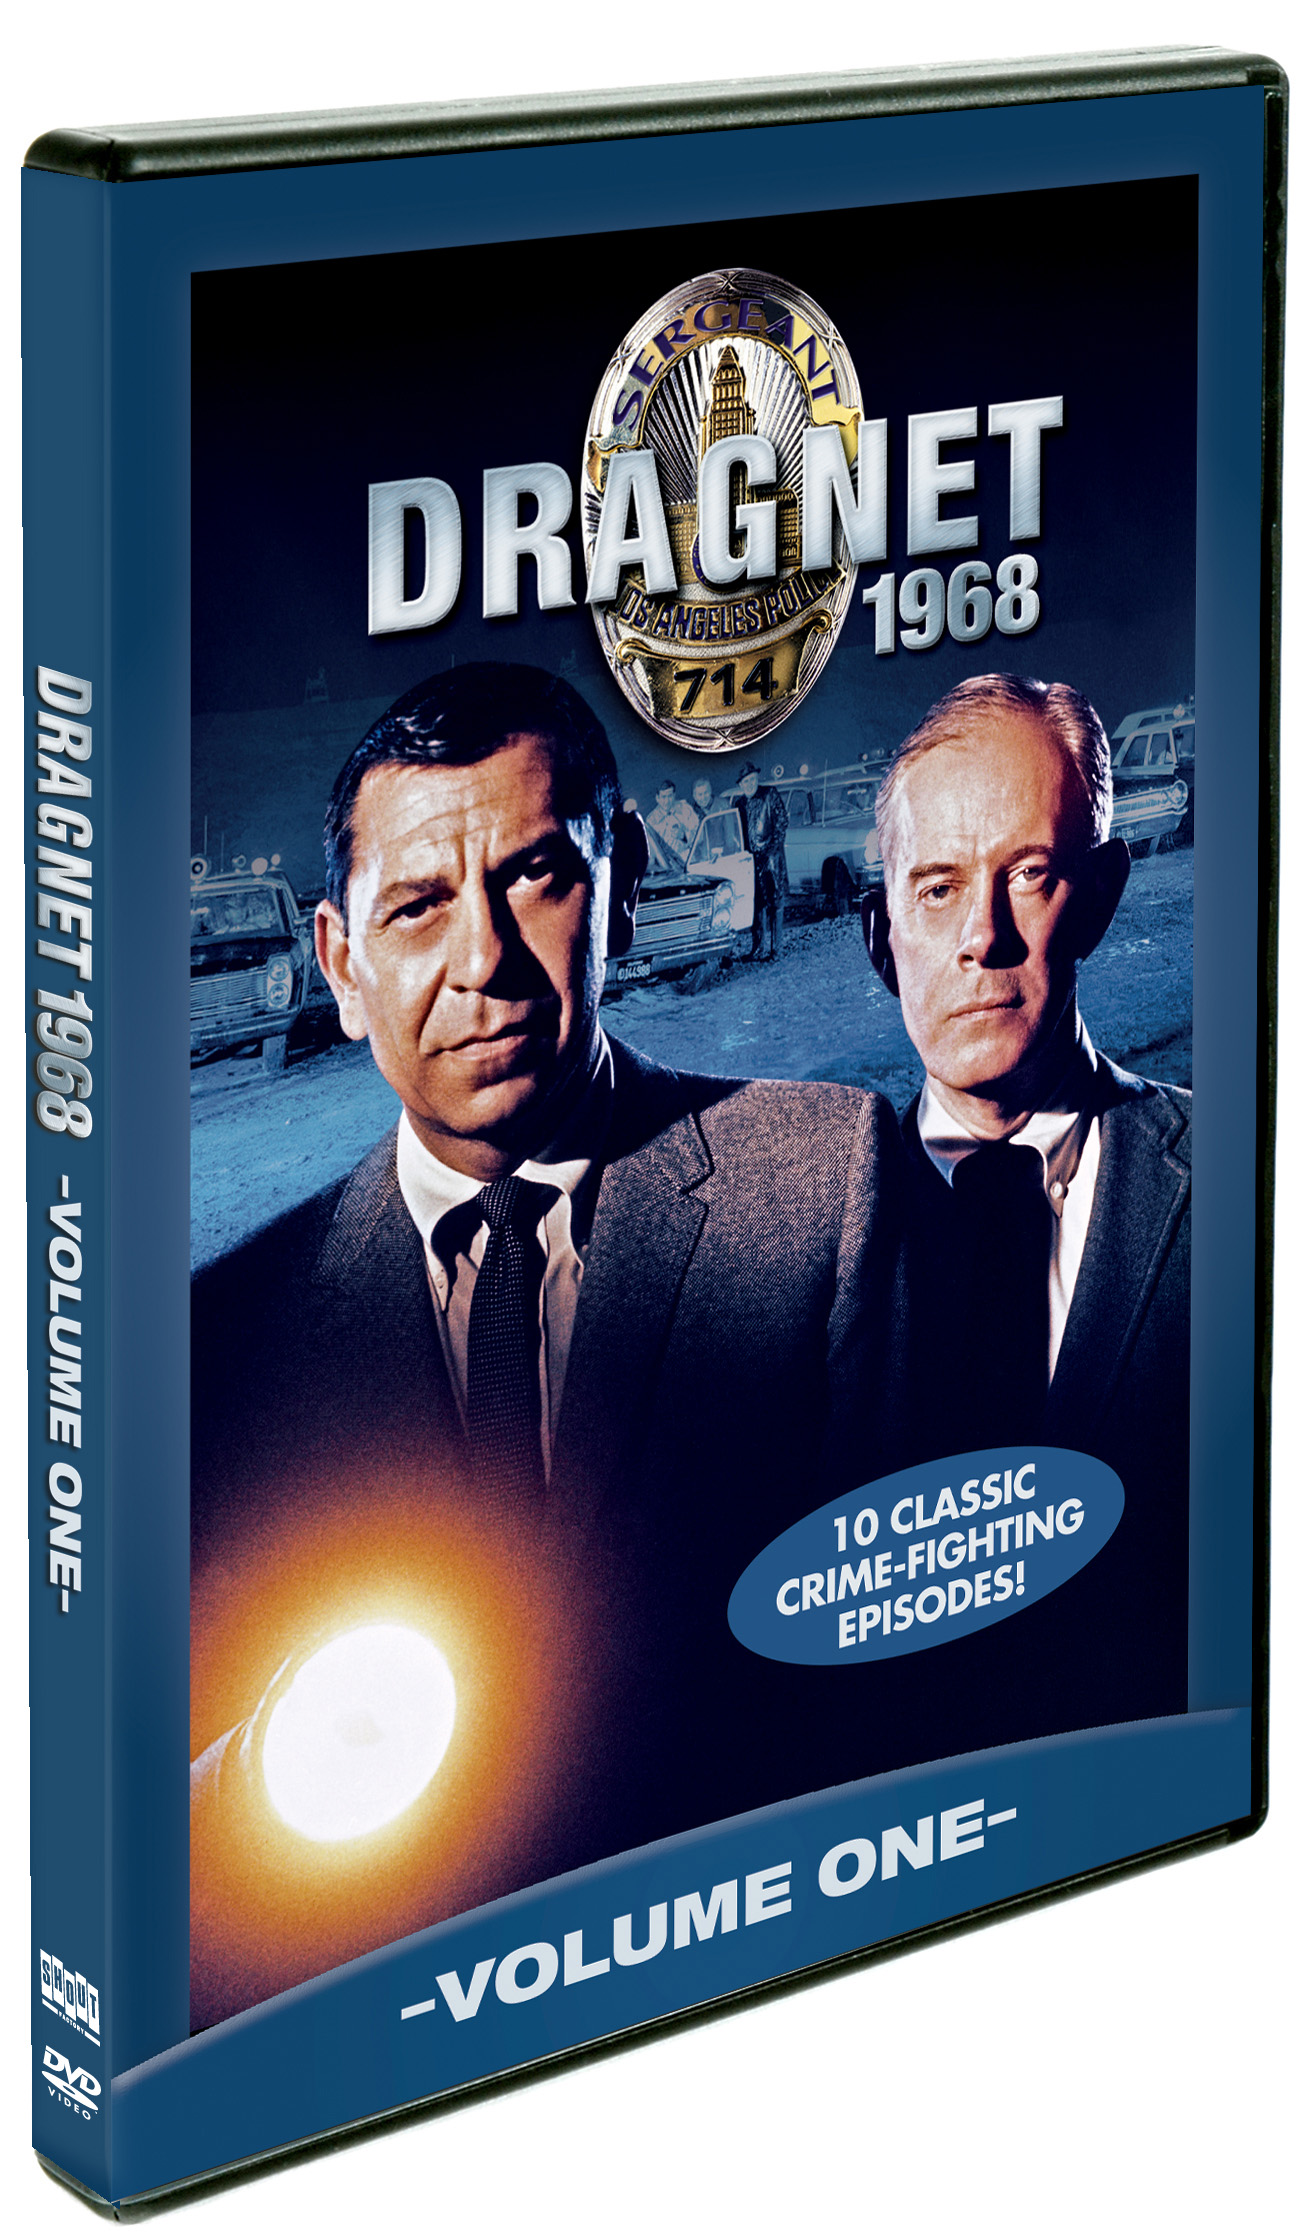 SERGEANT
DRAGNET
1968
LOS ANGELES POLICE
714
10 CLASSIC
CRIME-FIGHTING
EPISODES!
-VOLUME ONE-
DRAGNET 1968 -VOLUME ONE-
SHOUT
FACTORY
DVD
VIDEO